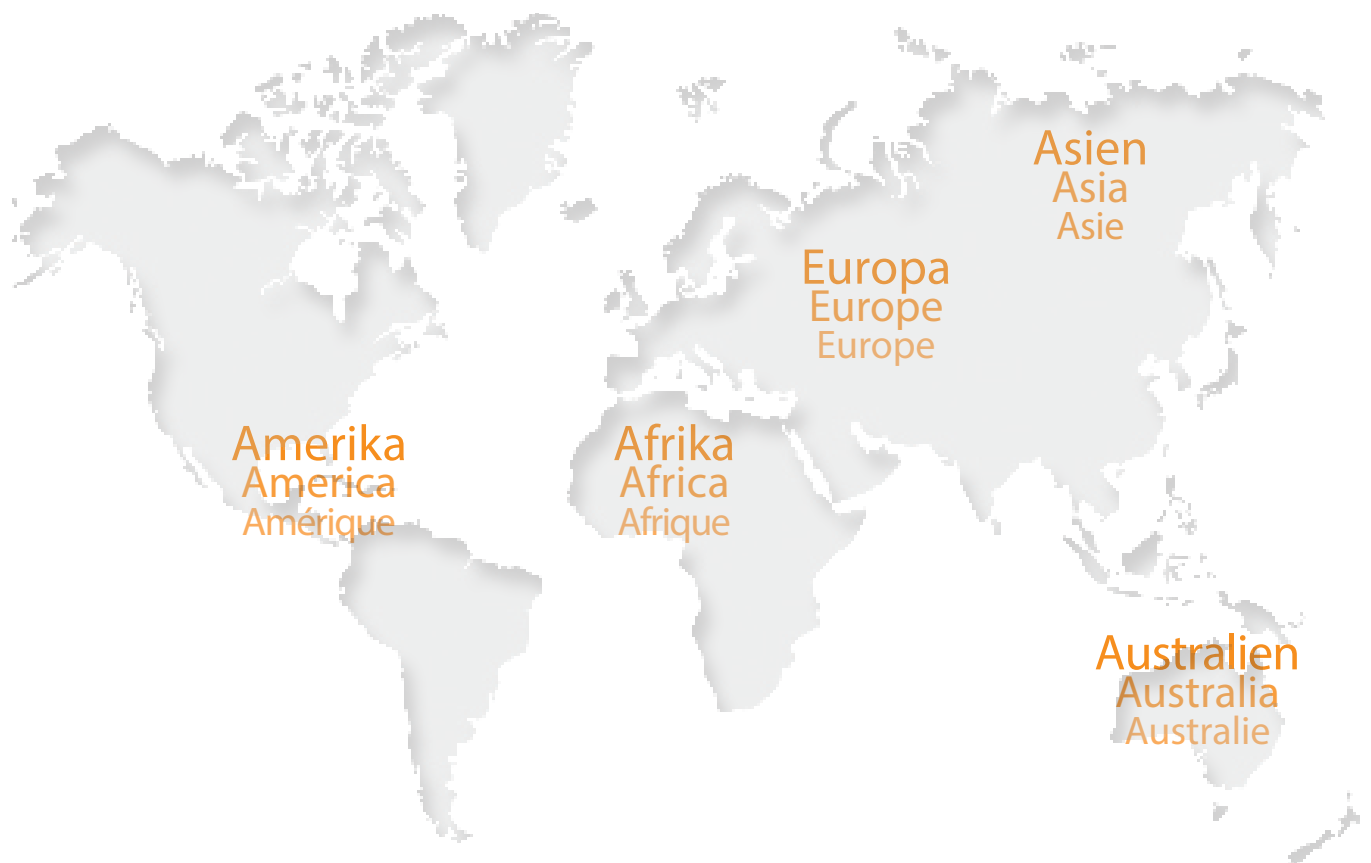 Asien
Asia
Asie
Europa
Europe
Europe
Amerika
America
Amérique
Afrika
Africa
Afrique
Australien
Australia
Australie